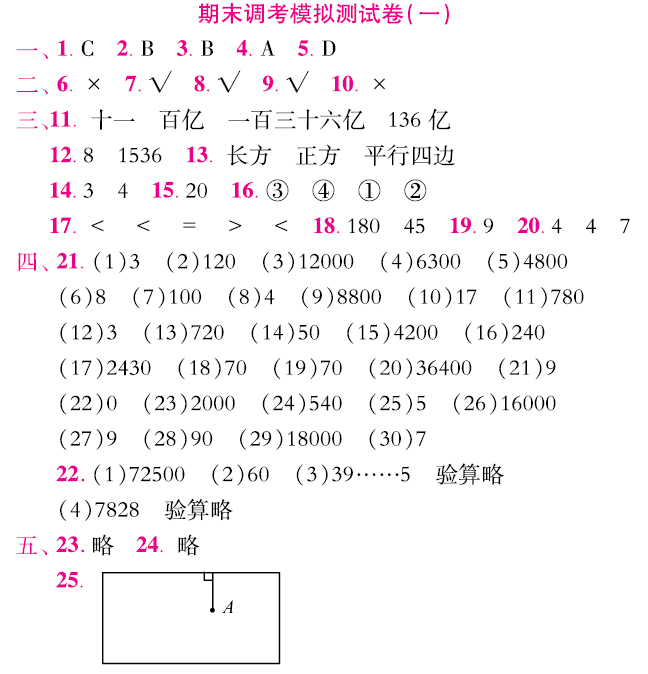 期末调考模拟测试卷(一)
一、1. C 2. B 3. B 4. A 5. D
二、6. × 7. √ 8. √ 9. √ 10. ×
三、11. 十一 百亿 一百三十六亿 136 亿
12. 8 1536 13. 长方 正方 平行四边
14. 3 4 15. 20 16. ③ ④ ① ②
17. < < = > < 18. 180 45 19. 9 20. 4 4 7
四、21. (1)3 (2)120 (3)12000 (4)6300 (5)4800
(6)8 (7)100 (8)4 (9)8800 (10)17 (11)780
(12)3 (13)720 (14)50 (15)4200 (16)240
(17)2430 (18)70 (19)70 (20)36400 (21)9
(22)0 (23)2000 (24)540 (25)5 (26)16000
(27)9 (28)90 (29)18000 (30)7
22. (1)72500 (2)60 (3)39……5 验算略
(4)7828 验算略
五、23. 略 24. 略
25.
A